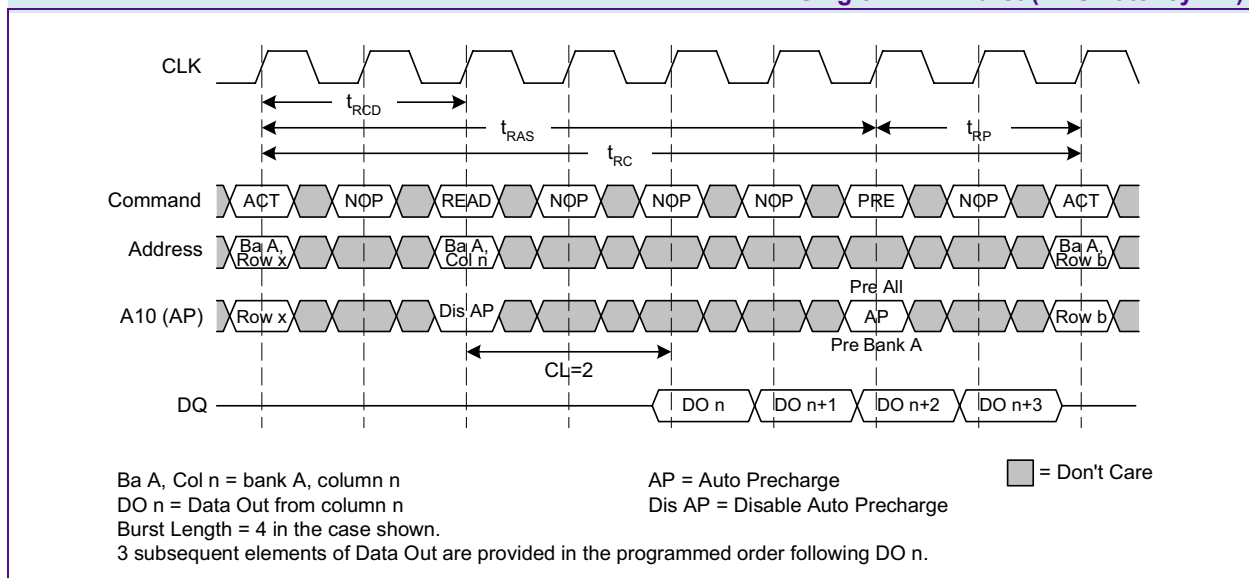 CLK
tRCD
tRAS
tRP
tRC
Command ACT NOP READ NOP NOP NOP PRE NOP ACT
Address Ba A, Row x Ba A, Col n Ba A, Row b
Pre All
A10 (AP) Row x Dis AP AP Row b
Pre Bank A
CL=2
DQ DO n DO n+1 DO n+2 DO n+3
Ba A, Col n = bank A, column n
DO n = Data Out from column n
Burst Length = 4 in the case shown.
3 subsequent elements of Data Out are provided in the programmed order following DO n.
AP = Auto Precharge
Dis AP = Disable Auto Precharge
= Don't Care